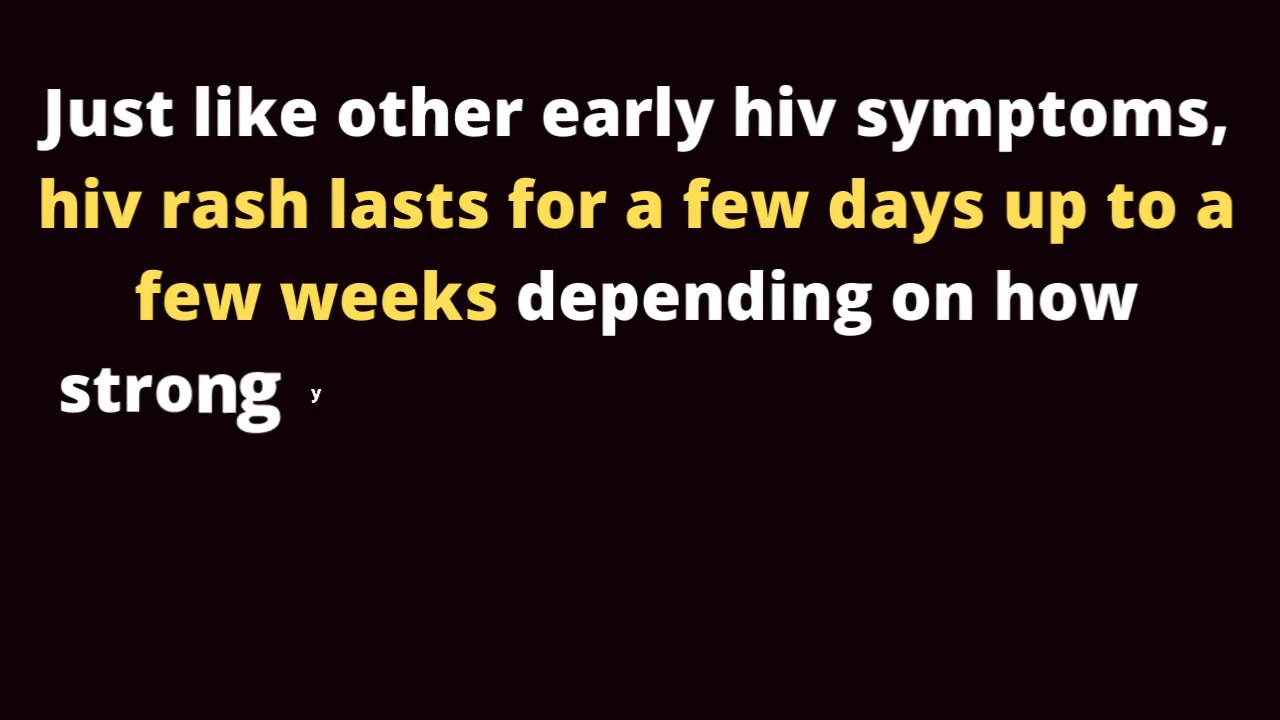 Just like other early hiv symptoms,
hiv rash lasts for a few days up to a
few weeks depending on how
strong y